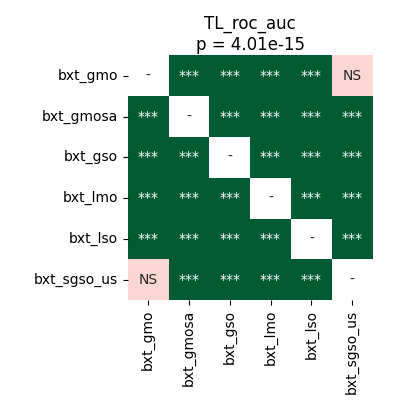 TL_roc_auc
p = 4.01e-15
bxt_gmo - *** *** *** *** NS
bxt_gmosa *** - *** *** *** ***
bxt_gso *** *** - *** *** ***
bxt_lmo *** *** *** - *** ***
bxt_lso *** *** *** *** - ***
bxt_sgso_us NS *** *** *** *** -
bxt_gmo
bxt_gmosa
bxt_gso
bxt_lmo
bxt_lso
bxt_sgso_us